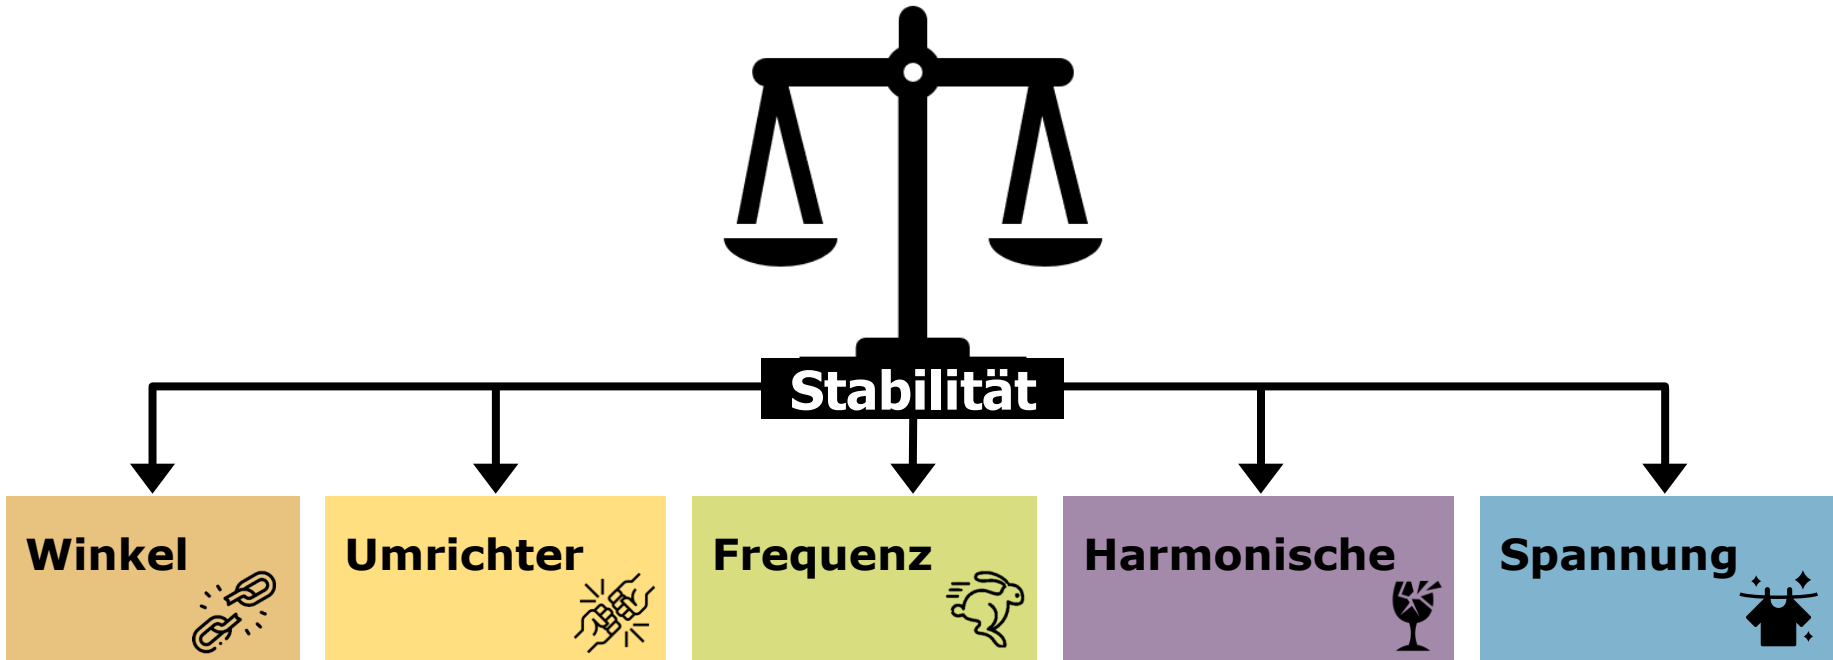 Stabilität
Winkel
Umrichter
Frequenz
Harmonische
Spannung